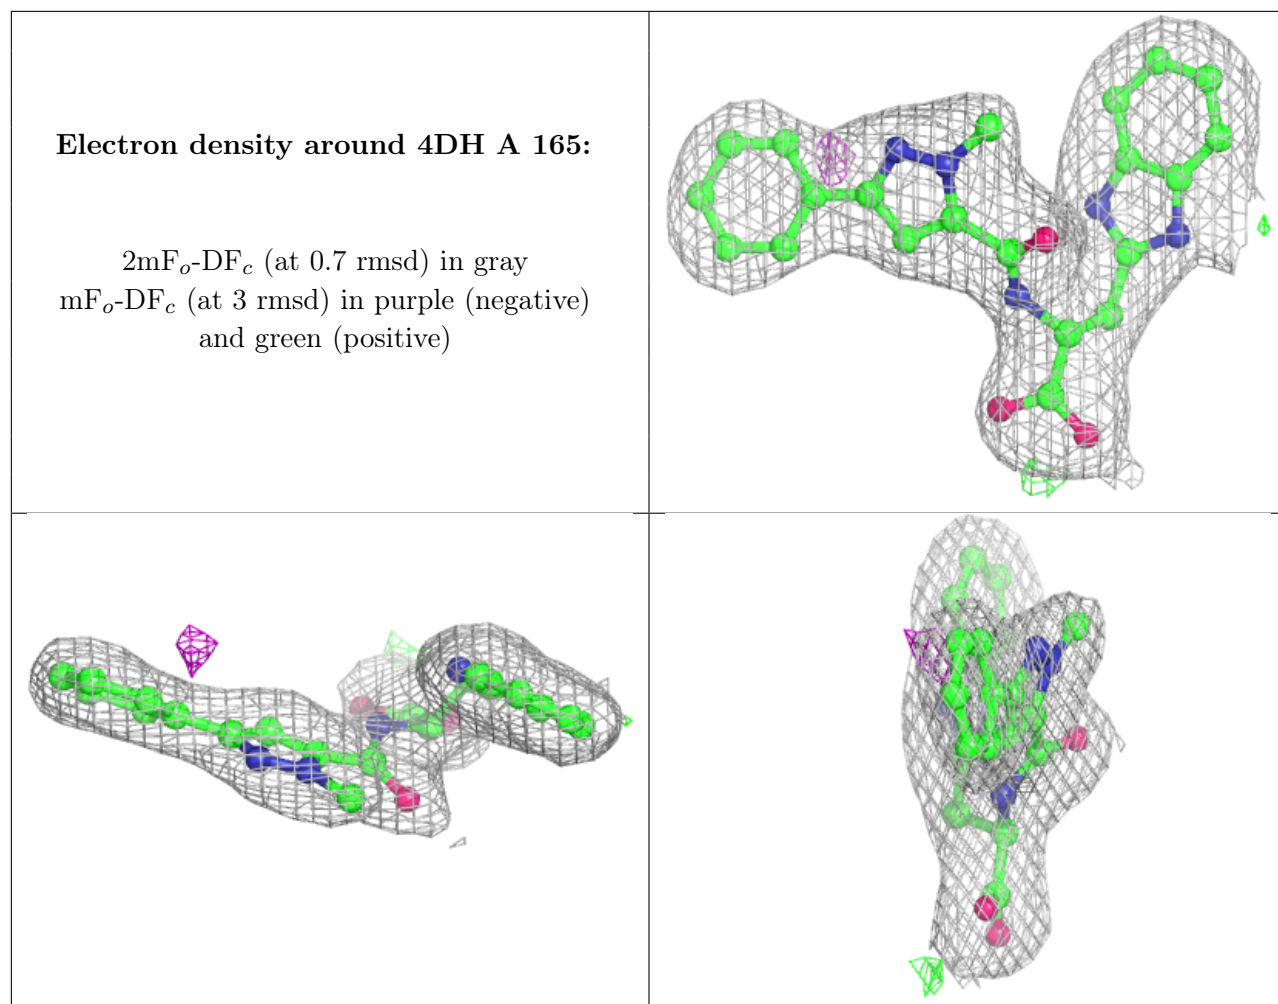 Electron density around 4DH A 165:
2mFo-DFc (at 0.7 rmsd) in gray
mFo-DFc (at 3 rmsd) in purple (negative)
and green (positive)